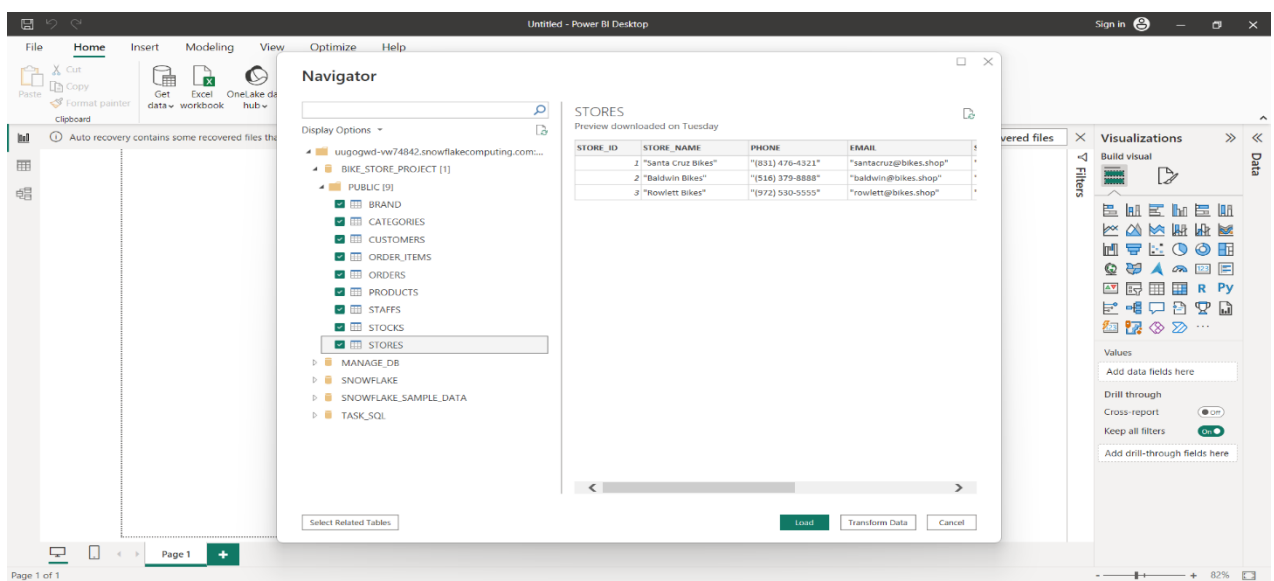 Untitled - Power BI Desktop
Sign in
File Home Insert Modeling View Optimize Help
Paste
Cut
Copy
Format painter
Clipboard
Get data
Excel workbook
OneLake da
hub
Auto recovery contains some recovered files tha
vered files
Navigator
Display Options
uugogwd-vw74842.snowflakecomputing.com:...
BIKE_STORE_PROJECT [1]
PUBLIC [9]
BRAND
CATEGORIES
CUSTOMERS
ORDER_ITEMS
ORDERS
PRODUCTS
STAFFS
STOCKS
STORES
MANAGE_DB
SNOWFLAKE
SNOWFLAKE_SAMPLE_DATA
TASK_SQL
STORES
Preview downloaded on Tuesday
STORE_ID STORE_NAME PHONE EMAIL
1 "Santa Cruz Bikes" "(831) 476-4321" "santacruz@bikes.shop"
2 "Baldwin Bikes" "(516) 379-8888" "baldwin@bikes.shop"
3 "Rowlett Bikes" "(972) 530-5555" "rowlett@bikes.shop"
Select Related Tables
Load
Transform Data
Cancel
Filters
Visualizations
Build visual
123
R Py
Values
Add data fields here
Drill through
Cross-report Off
Keep all filters On
Add drill-through fields here
Data
Page 1
Page 1 of 1
82%